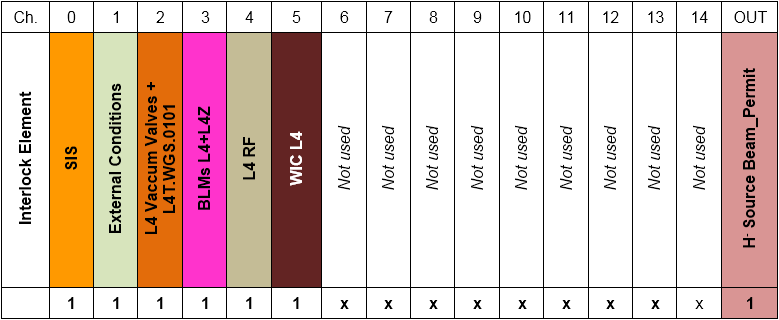 Ch. 0 1 2 3 4 5 6 7 8 9 10 11 12 13 14 OUT
Interlock Element
SIS
External Conditions
L4 Vaccum Valves +
L4T.WGS.0101
BLMs L4+L4Z
L4 RF
WIC L4
Not used
Not used
Not used
Not used
Not used
Not used
Not used
Not used
Not used
H- Source Beam_Permit
1 1 1 1 1 1 x x x x x x x x x 1